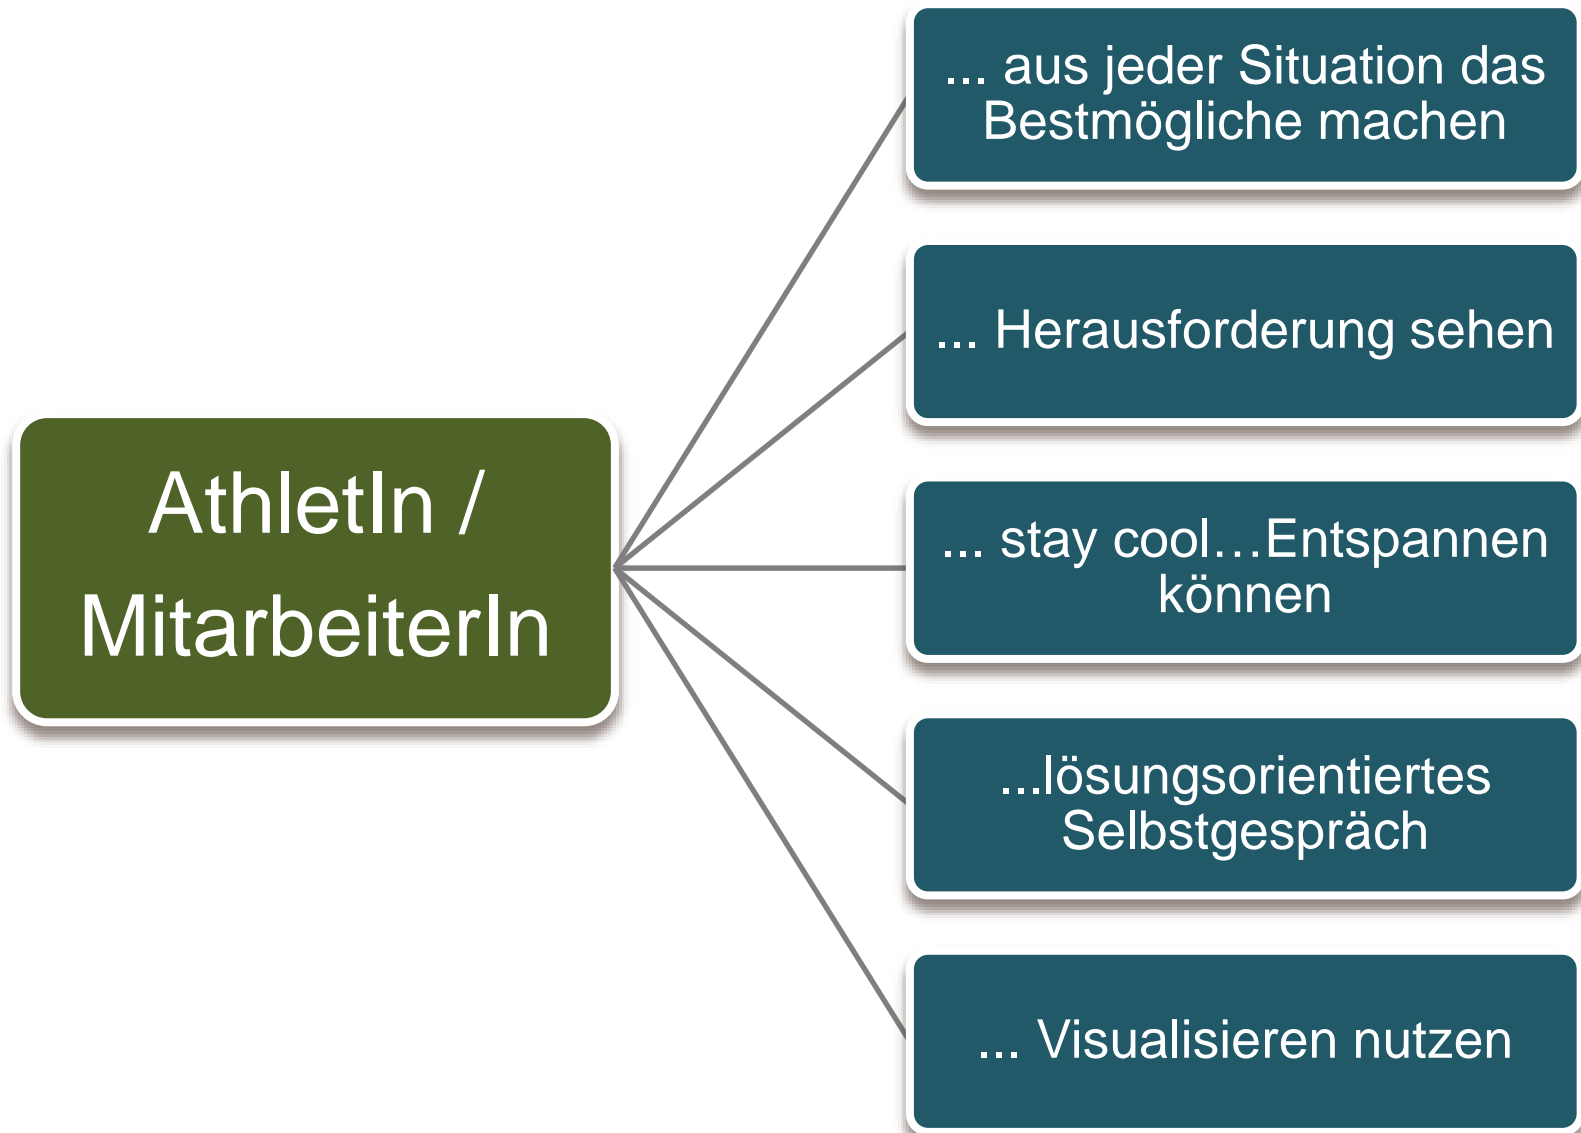 ... aus jeder Situation das
Bestmögliche machen
... Herausforderung sehen
AthletIn /
MitarbeiterIn
... stay cool…Entspannen
können
...lösungsorientiertes
Selbstgespräch
... Visualisieren nutzen